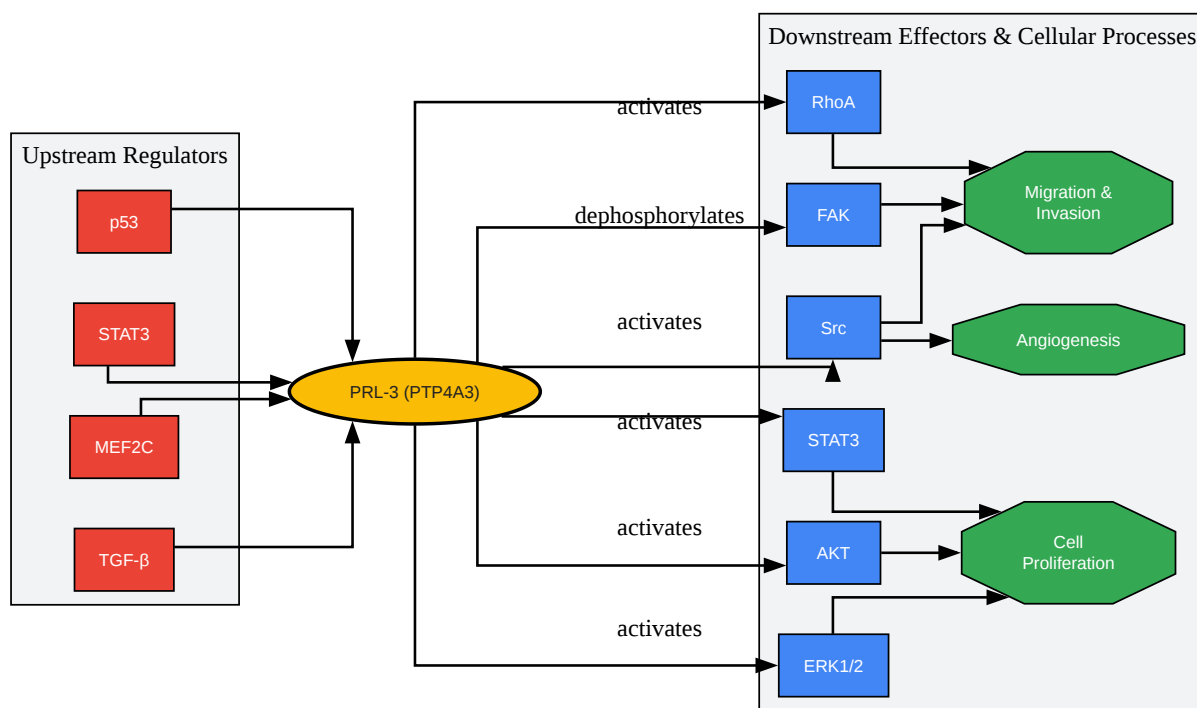 Downstream Effectors & Cellular Processes
Upstream Regulators
p53
STAT3
MEF2C
TGF-β
PRL-3 (PTP4A3)
activates
dephosphorylates
activates
activates
activates
activates
RhoA
FAK
Src
STAT3
AKT
ERK1/2
Migration &
Invasion
Angiogenesis
Cell
Proliferation